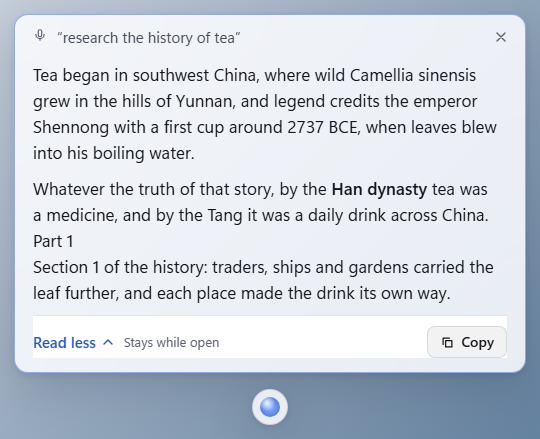 “research the history of tea”
Tea began in southwest China, where wild Camellia sinensis
grew in the hills of Yunnan, and legend credits the emperor
Shennong with a first cup around 2737 BCE, when leaves blew
into his boiling water.
Whatever the truth of that story, by the Han dynasty tea was
a medicine, and by the Tang it was a daily drink across China.
Part 1
Section 1 of the history: traders, ships and gardens carried the
leaf further, and each place made the drink its own way.
Read less Stays while open Copy